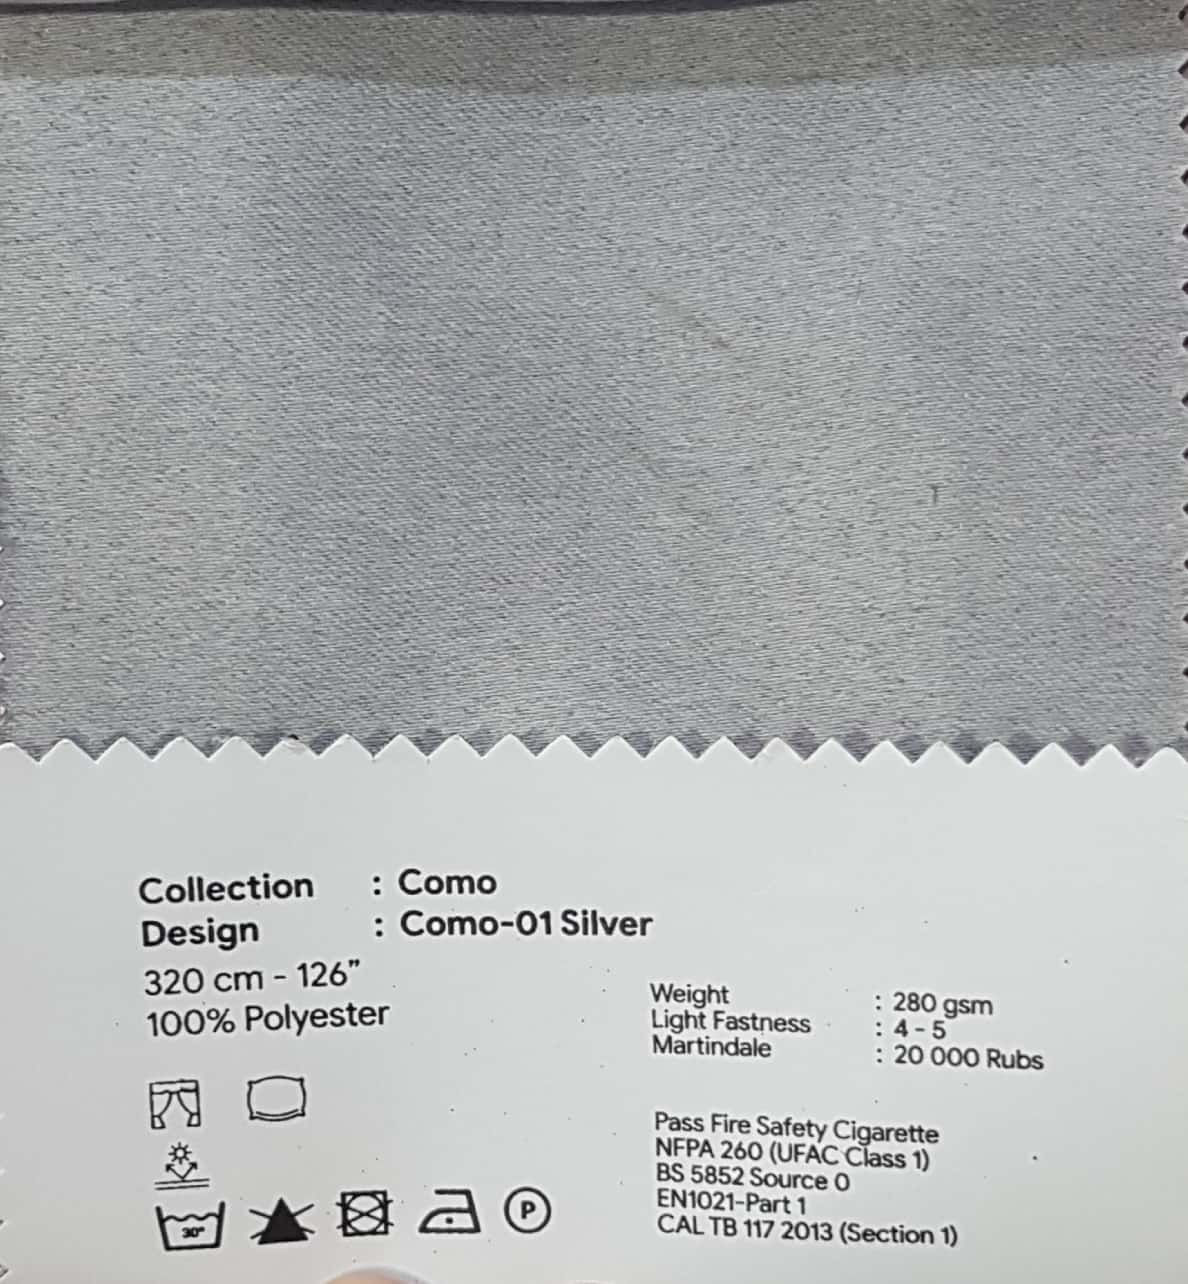 Collection : Como
Design : Como-01 Silver
320 cm - 126”
100% Polyester
Weight : 280 gsm
Light Fastness : 4 - 5
Martindale : 20 000 Rubs
Pass Fire Safety Cigarette
NFPA 260 (UFAC Class 1)
BS 5852 Source 0
EN1021-Part 1
CAL TB 117 2013 (Section 1)
30°
P